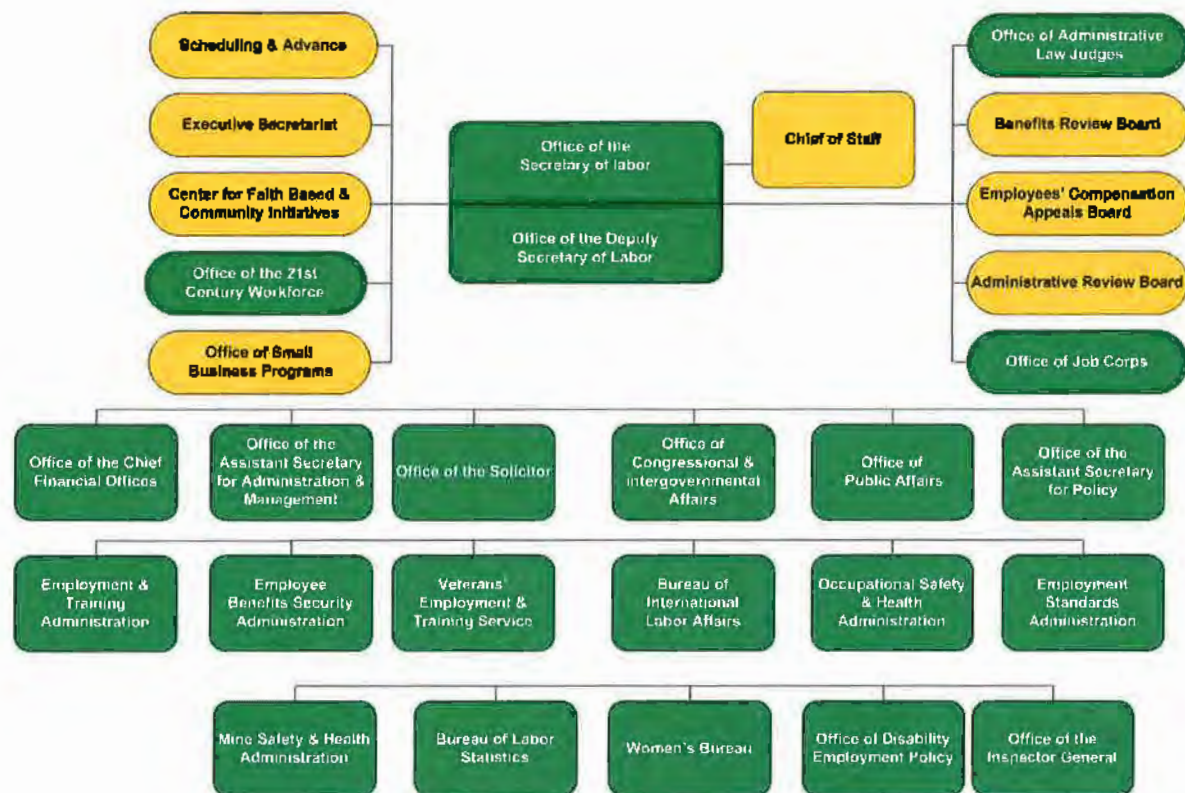 Scheduling & Advance
Executive Secretarist
Center for Faith Based &
Community Initiatives
Office of the 21st
Century Workforce
Office of Small
Business Programs
Office of the
Secretary of labor
Office of the Deputy
Secretary of Labor
Chief of Staff
Office of Administrative
Law Judges
Benefits Review Board
Employees' Compensation
Appeals Board
Administrative Review Board
Office of Job Corps
Office of the Chief
Financial Offices
Office of the
Assistant Secretary
for Administration &
Management
Office of the Solicitor
Office of
Congressional &
intergovernmental
Affairs
Office of
Public Affairs
Office of the
Assistant Secretary
for Policy
Employment &
Training
Administration
Employee
Benefits Security
Administration
Veterans'
Employment &
Training Service
Bureau of
International
Labor Affairs
Occupational Safety
& Health
Administration
Employment
Standards
Administration
Mine Safety & Health
Administration
Bureau of Labor
Statistics
Women's Bureau
Office of Disability
Employment Policy
Office of the
Inspector General